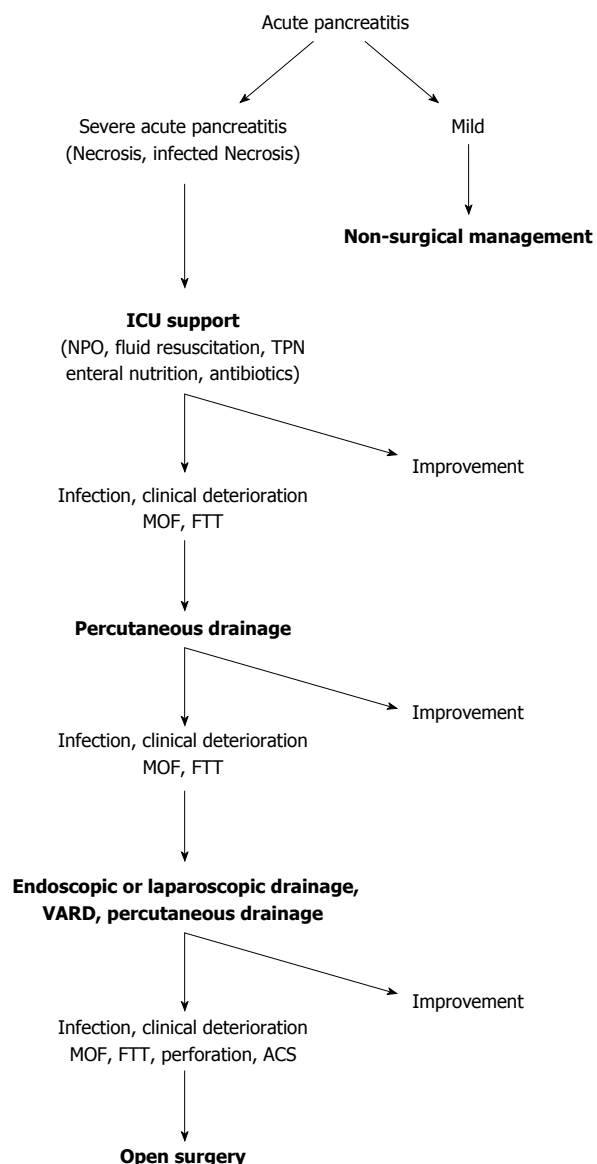 Acute pancreatitis
Severe acute pancreatitis
(Necrosis, infected Necrosis)
Mild
Non-surgical management
ICU support
(NPO, fluid resuscitation, TPN
enteral nutrition, antibiotics)
Improvement
Infection, clinical deterioration
MOF, FTT
Percutaneous drainage
Improvement
Infection, clinical deterioration
MOF, FTT
Endoscopic or laparoscopic drainage,
VARD, percutaneous drainage
Improvement
Infection, clinical deterioration
MOF, FTT, perforation, ACS
Open surgery